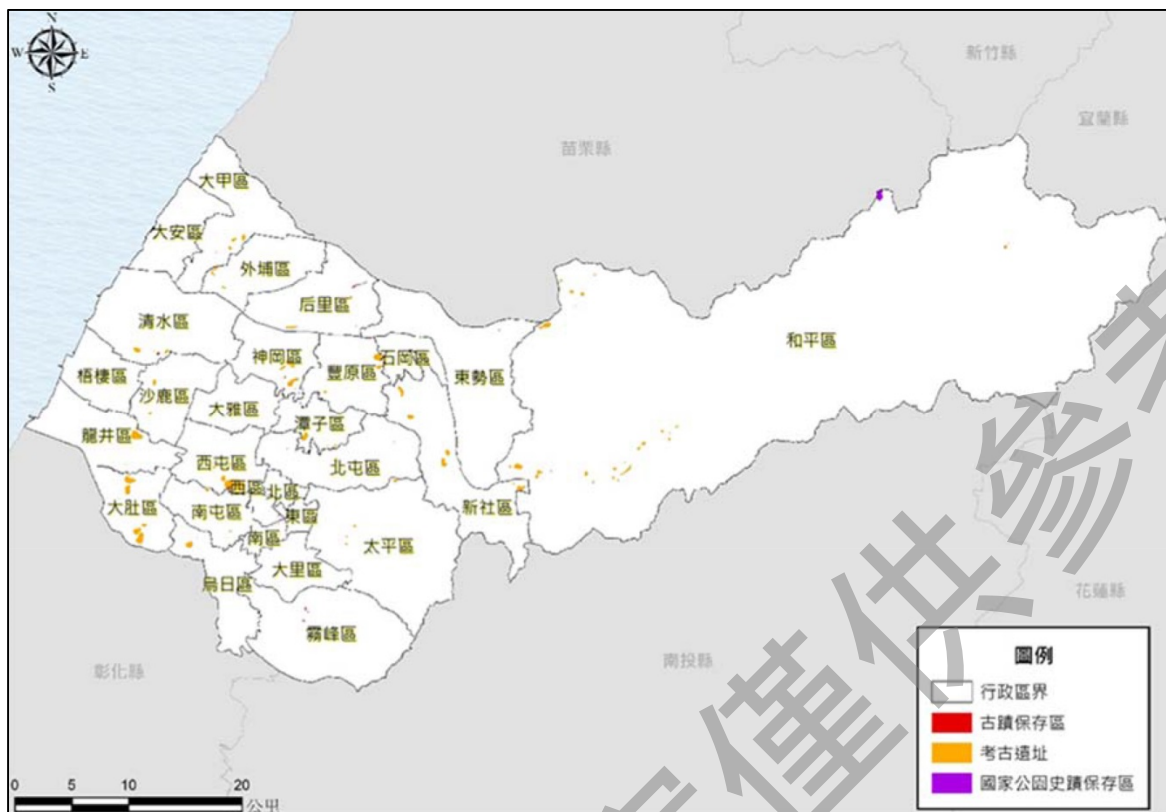 N
W E
S
新竹縣
宜蘭縣
苗栗縣
大甲區
大安區
外埔區
后里區
清水區
神岡區
豐原區
石岡區
東勢區
和平區
梧棲區
沙鹿區
大雅區
潭子區
龍井區
西屯區
北屯區
西區
北區
大肚區
南屯區
東區
新社區
南區
太平區
大里區
烏日區
霧峰區
花蓮縣
彰化縣
南投縣
圖例
行政區界
古蹟保存區
考古遺址
國家公園史蹟保存區
0 5 10 20
公里
僅供參考